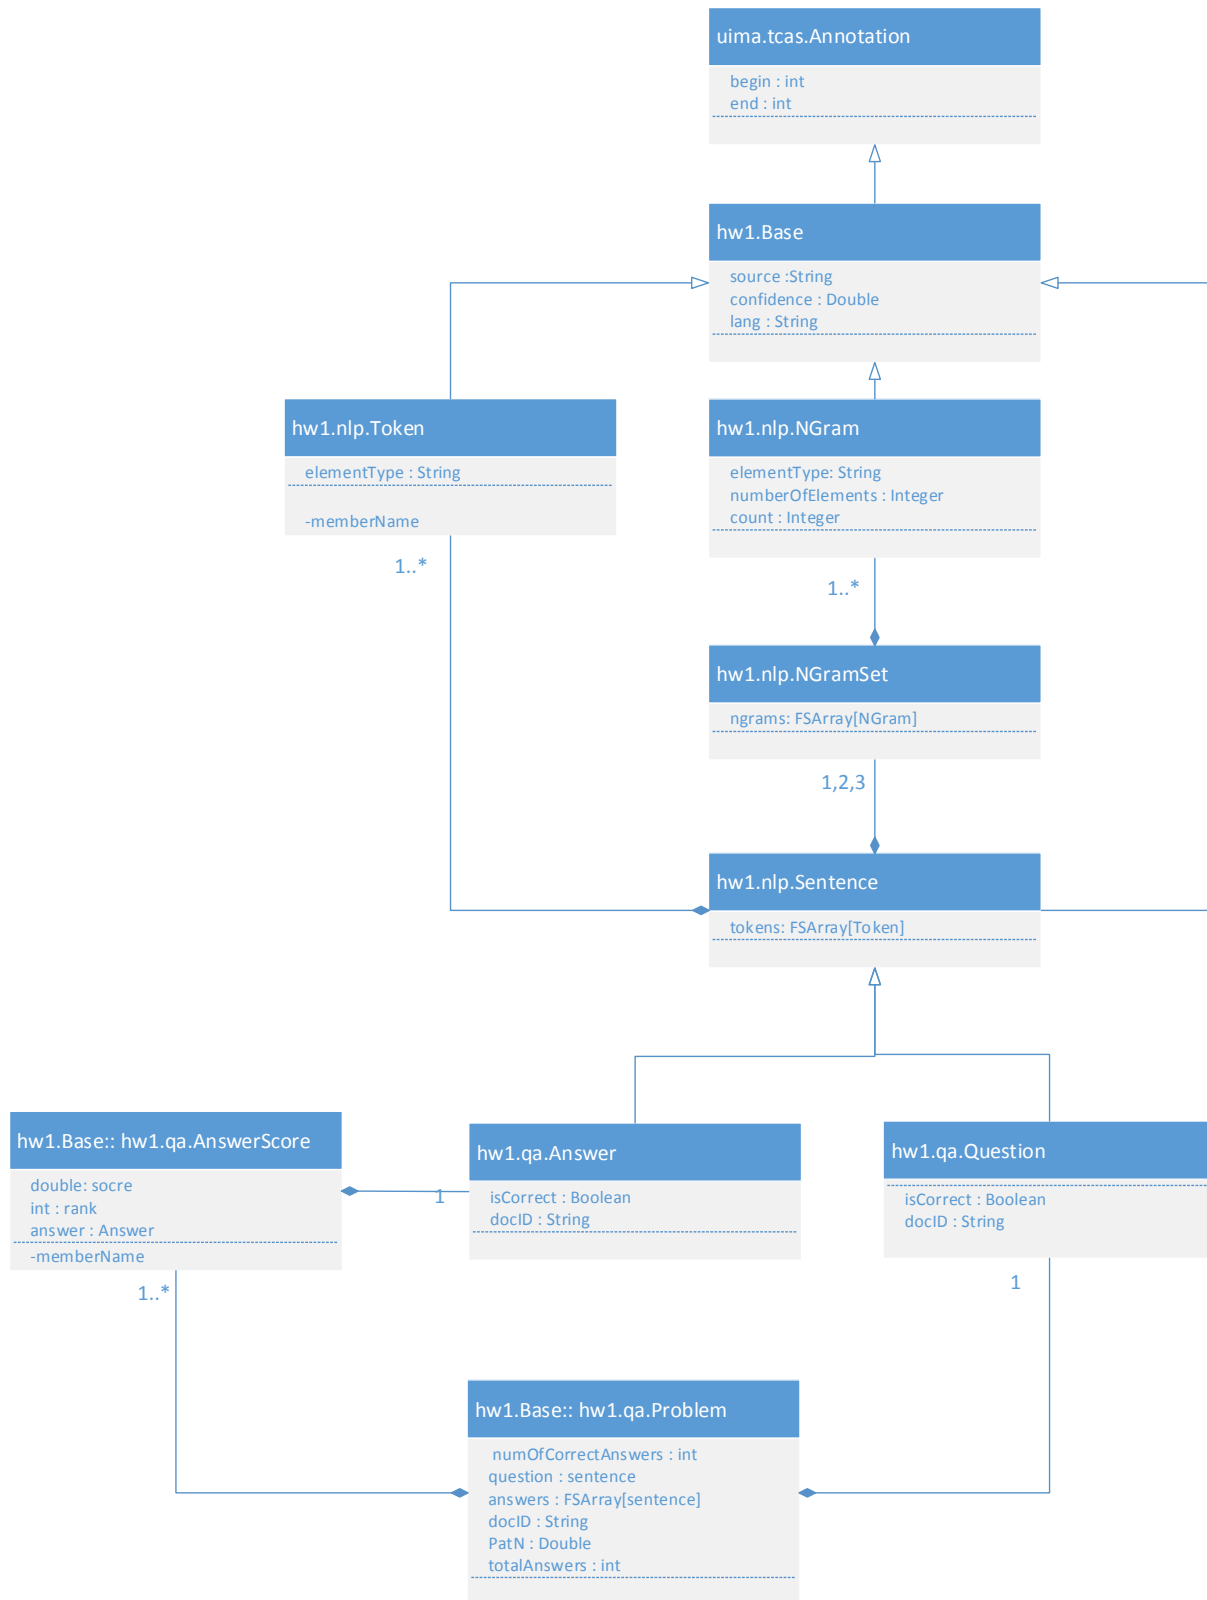 uima.tcas.Annotation
begin : int
end : int
hw1.Base
source :String
confidence : Double
lang : String
hw1.nlp.Token
elementType : String
-memberName
1..*
hw1.nlp.NGram
elementType: String
numberOfElements : Integer
count : Integer
1..*
hw1.nlp.NGramSet
ngrams: FSArray[NGram]
1,2,3
hw1.nlp.Sentence
tokens: FSArray[Token]
hw1.Base:: hw1.qa.AnswerScore
double: socre
int : rank
answer : Answer
-memberName
1..*
1
hw1.qa.Answer
isCorrect : Boolean
docID : String
hw1.qa.Question
isCorrect : Boolean
docID : String
1
hw1.Base:: hw1.qa.Problem
numOfCorrectAnswers : int
question : sentence
answers : FSArray[sentence]
docID : String
PatN : Double
totalAnswers : int